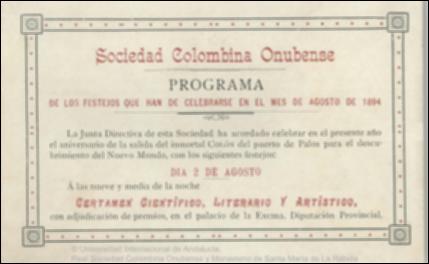 Sociedad Colombina Onubense
PROGRAMA
DE LOS FESTEJOS QUE HAN DE CELEBRARSE EN EL MES DE AGOSTO DE 1894
La Junta Directiva de esta Sociedad ha acordado celebrar en el presente año
el aniversario de la salida del inmortal Colón del puerto de Palos para el descu-
brimiento del Nuevo Mundo, con los siguientes festejos:
DIA 2 DE AGOSTO
Á las nueve y media de la noche
CERTAMEN CIENTÍFICO, LITERARIO Y ARTÍSTICO,
con adjudicación de premios, en el palacio de la Excma. Diputación Provincial.
© Universidad Internacional de Andalucía.
Real Sociedad Colombina Onubense y Monasterio de Santa María de La Rábida